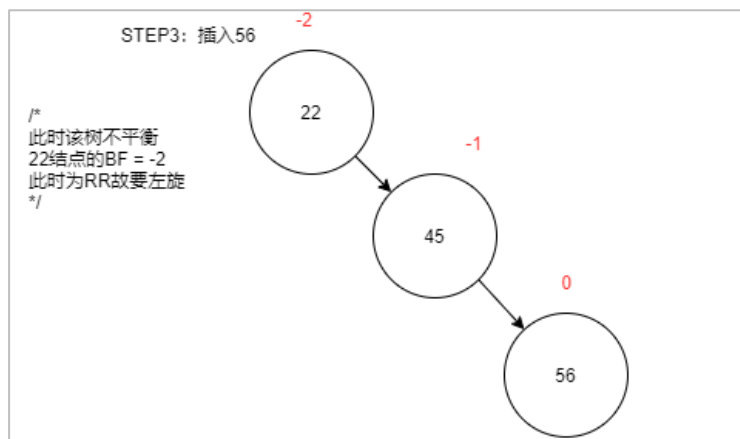 -2
STEP3：插入56
22
/*
此时该树不平衡
22结点的BF = -2
此时为RR故要左旋
*/
-1
45
0
56